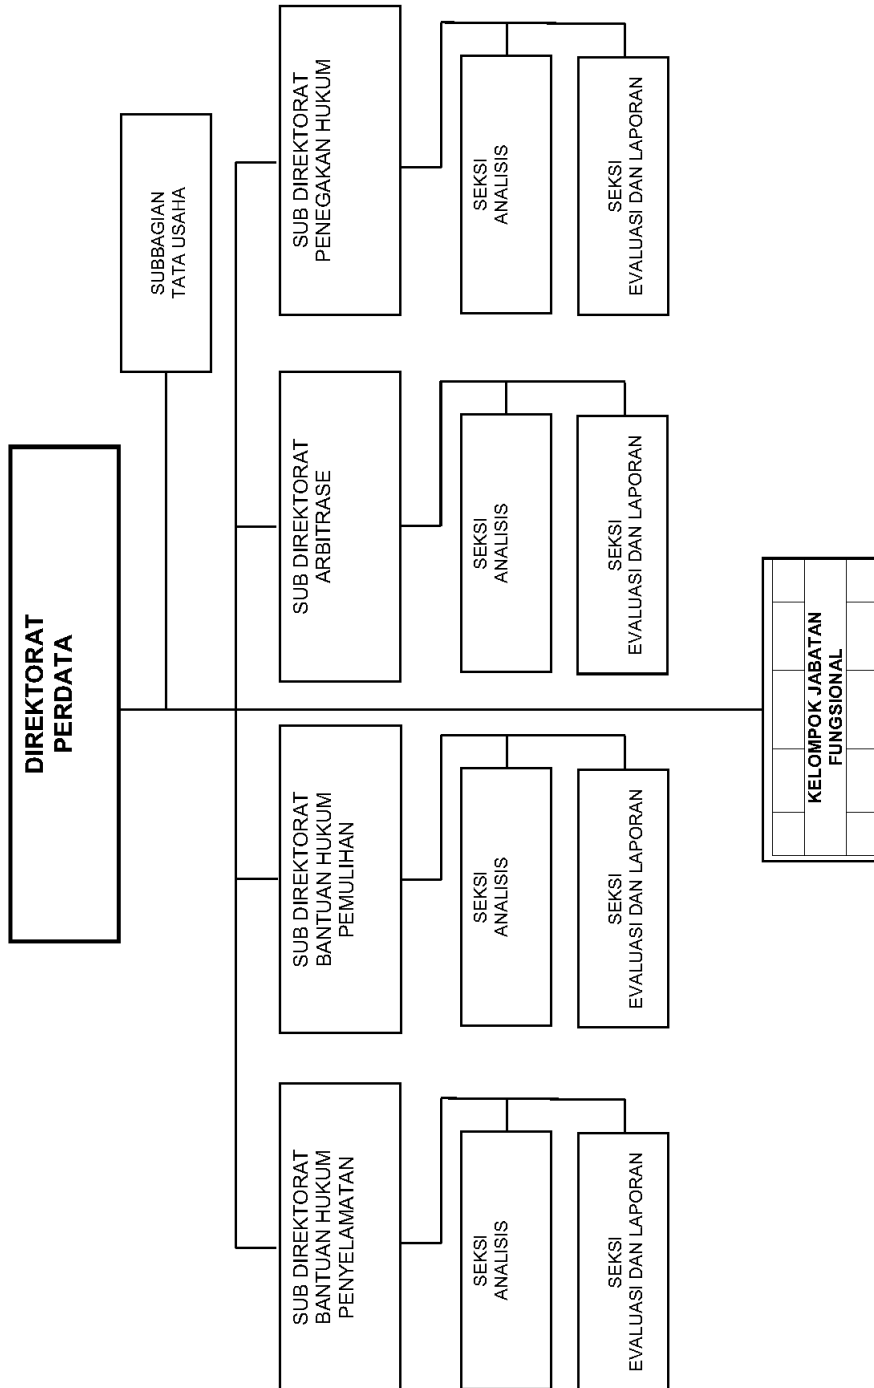 DIREKTORAT
PERDATA
SUBBAGIAN
TATA USAHA
SUB DIREKTORAT
BANTUAN HUKUM
PENYELAMATAN
SUB DIREKTORAT
BANTUAN HUKUM
PEMULIHAN
SUB DIREKTORAT
ARBITRASE
SUB DIREKTORAT
PENEGAKAN HUKUM
SEKSI
ANALISIS
SEKSI
ANALISIS
SEKSI
ANALISIS
SEKSI
ANALISIS
SEKSI
EVALUASI DAN LAPORAN
SEKSI
EVALUASI DAN LAPORAN
SEKSI
EVALUASI DAN LAPORAN
SEKSI
EVALUASI DAN LAPORAN
KELOMPOK JABATAN
FUNGSIONAL